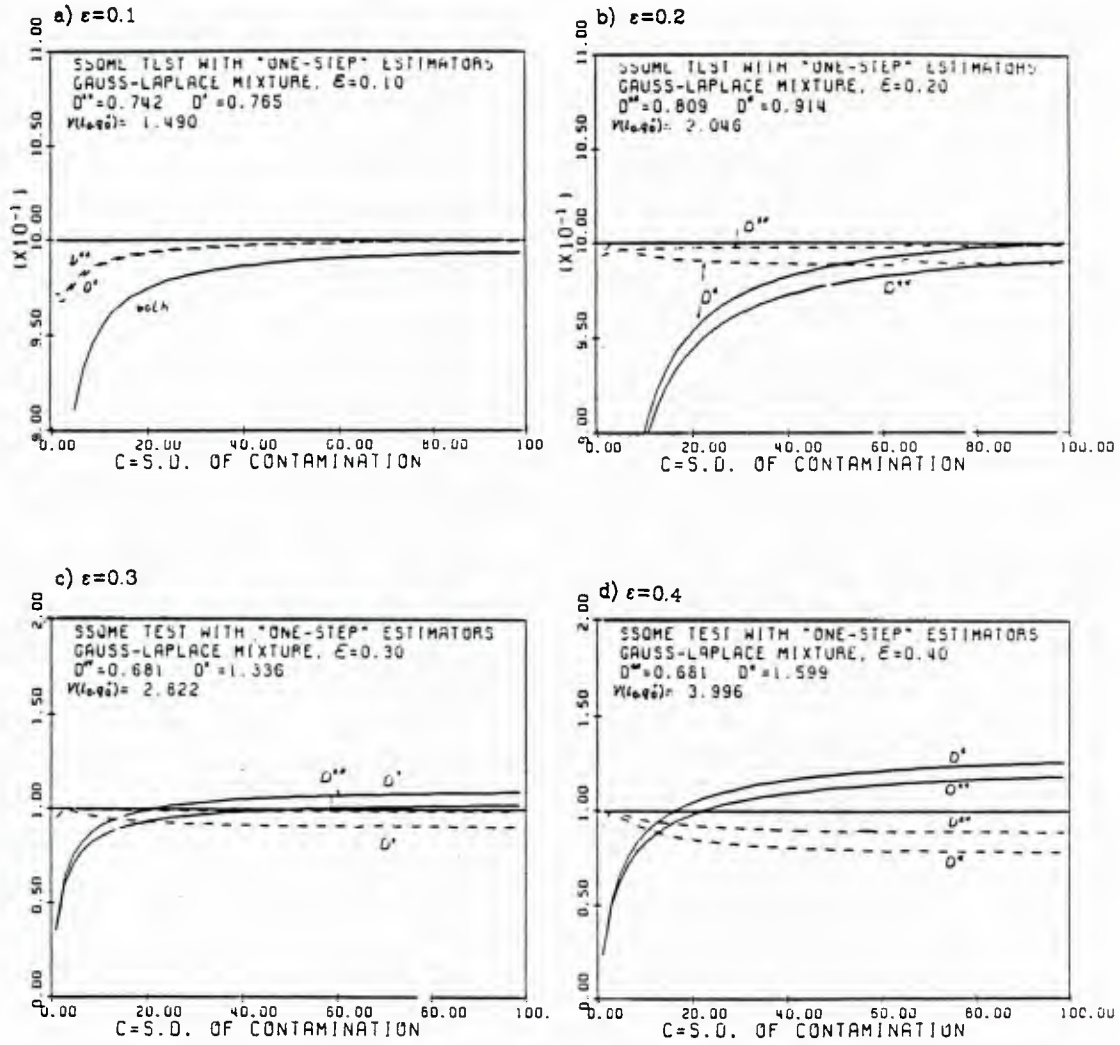 a) ε=0.1
11.00
10.50
10.00
9.50
9.00
(X10⁻¹)
SSOME TEST WITH "ONE-STEP" ESTIMATORS
GAUSS-LAPLACE MIXTURE, ε=0.10
D**=0.742 D*=0.765
= 1.490
D*
both
0.00 20.00 40.00 60.00 80.00 100.
C=S.D. OF CONTAMINATION
b) ε=0.2
11.00
10.50
10.00
9.50
9.00
(X10⁻¹)
SSOME TEST WITH "ONE-STEP" ESTIMATORS
GAUSS-LAPLACE MIXTURE, ε=0.20
D**=0.809 D*=0.914
= 2.046
D**
D*
D**
0.00 20.00 40.00 60.00 80.00 100.00
C=S.D. OF CONTAMINATION
c) ε=0.3
2.00
1.50
1.00
0.50
0.00
SSOME TEST WITH "ONE-STEP" ESTIMATORS
GAUSS-LAPLACE MIXTURE, ε=0.30
D**=0.681 D*=1.336
= 2.822
D** D*
D*
0.00 20.00 40.00 60.00 80.00 100.
C=S.D. OF CONTAMINATION
d) ε=0.4
2.00
1.50
1.00
0.50
0.00
SSOME TEST WITH "ONE-STEP" ESTIMATORS
GAUSS-LAPLACE MIXTURE, ε=0.40
D**=0.681 D*=1.599
= 3.996
D*
D**
D**
D*
0.00 20.00 40.00 60.00 80.00 100.00
C=S.D. OF CONTAMINATION